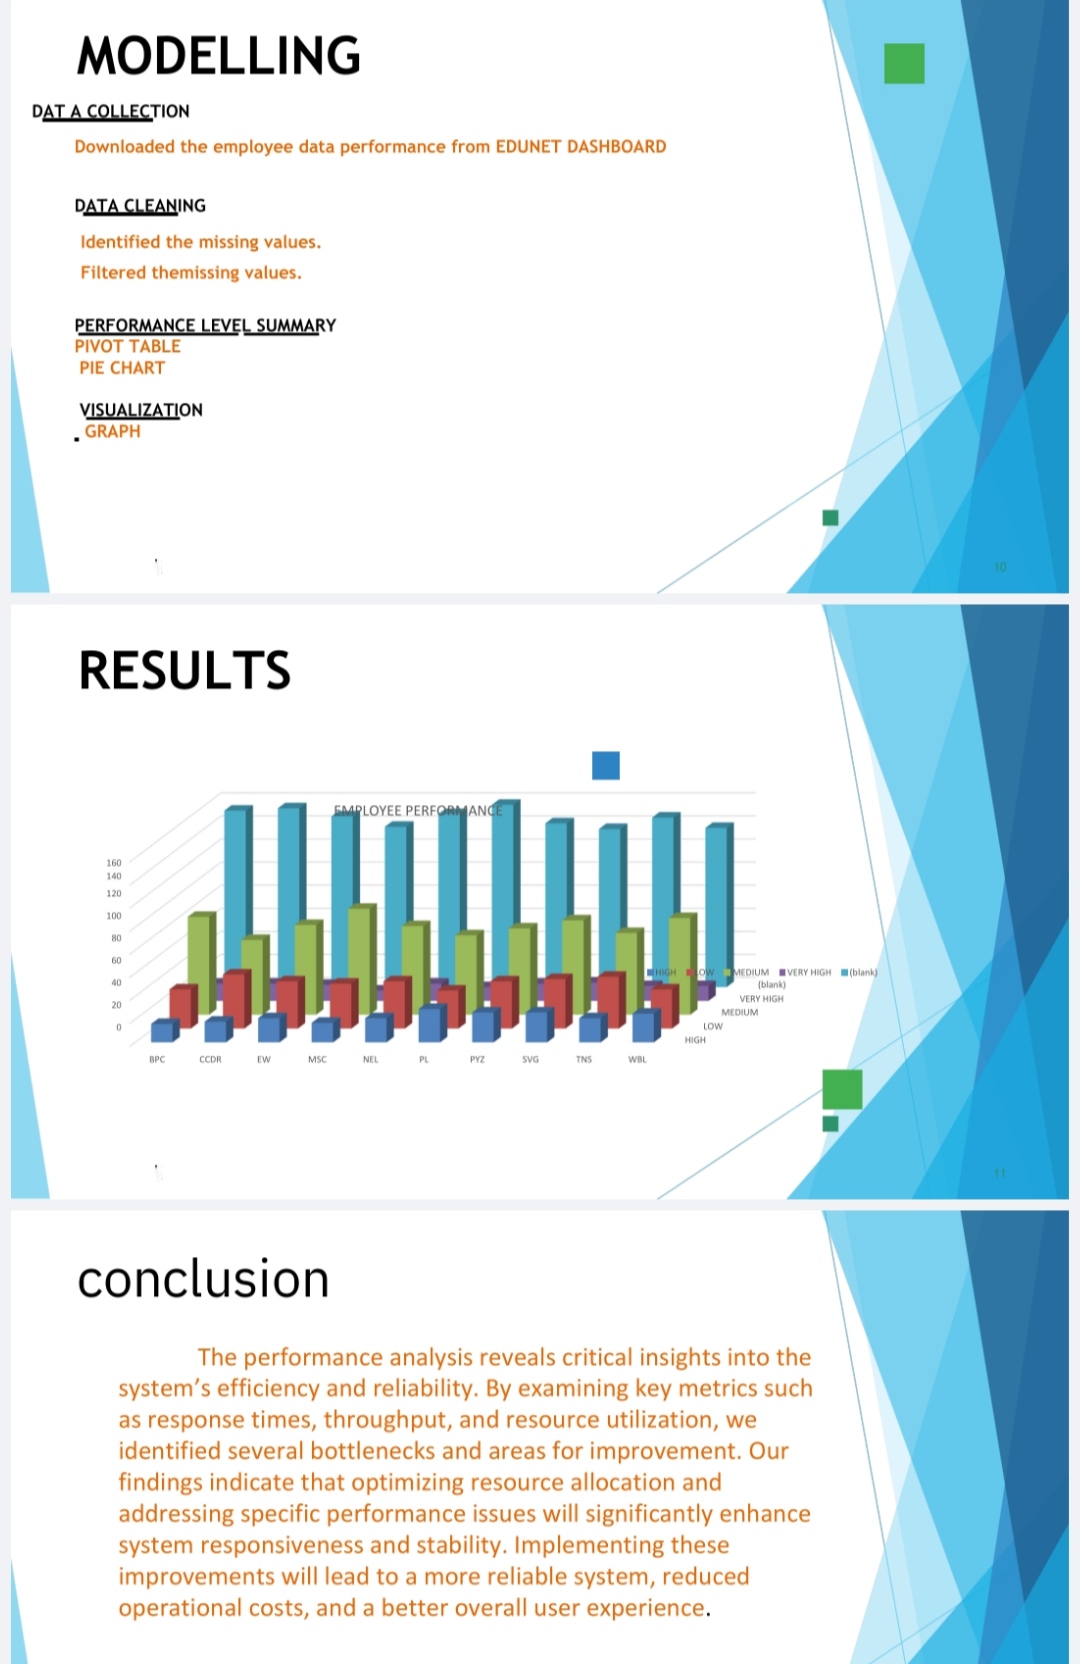 MODELLING
DAT A COLLECTION
Downloaded the employee data performance from EDUNET DASHBOARD
DATA CLEANING
Identified the missing values.
Filtered themissing values.
PERFORMANCE LEVEL SUMMARY
PIVOT TABLE
PIE CHART
VISUALIZATION
GRAPH
10
RESULTS
EMPLOYEE PERFORMANCE
160
140
120
100
80
60
40
20
0
HIGH LOW MEDIUM VERY HIGH (blank)
(blank)
VERY HIGH
MEDIUM
LOW
HIGH
BPC CCDR EW MSC NEL PL PYZ SVG TNS WBL
11
conclusion
The performance analysis reveals critical insights into the
system’s efficiency and reliability. By examining key metrics such
as response times, throughput, and resource utilization, we
identified several bottlenecks and areas for improvement. Our
findings indicate that optimizing resource allocation and
addressing specific performance issues will significantly enhance
system responsiveness and stability. Implementing these
improvements will lead to a more reliable system, reduced
operational costs, and a better overall user experience.